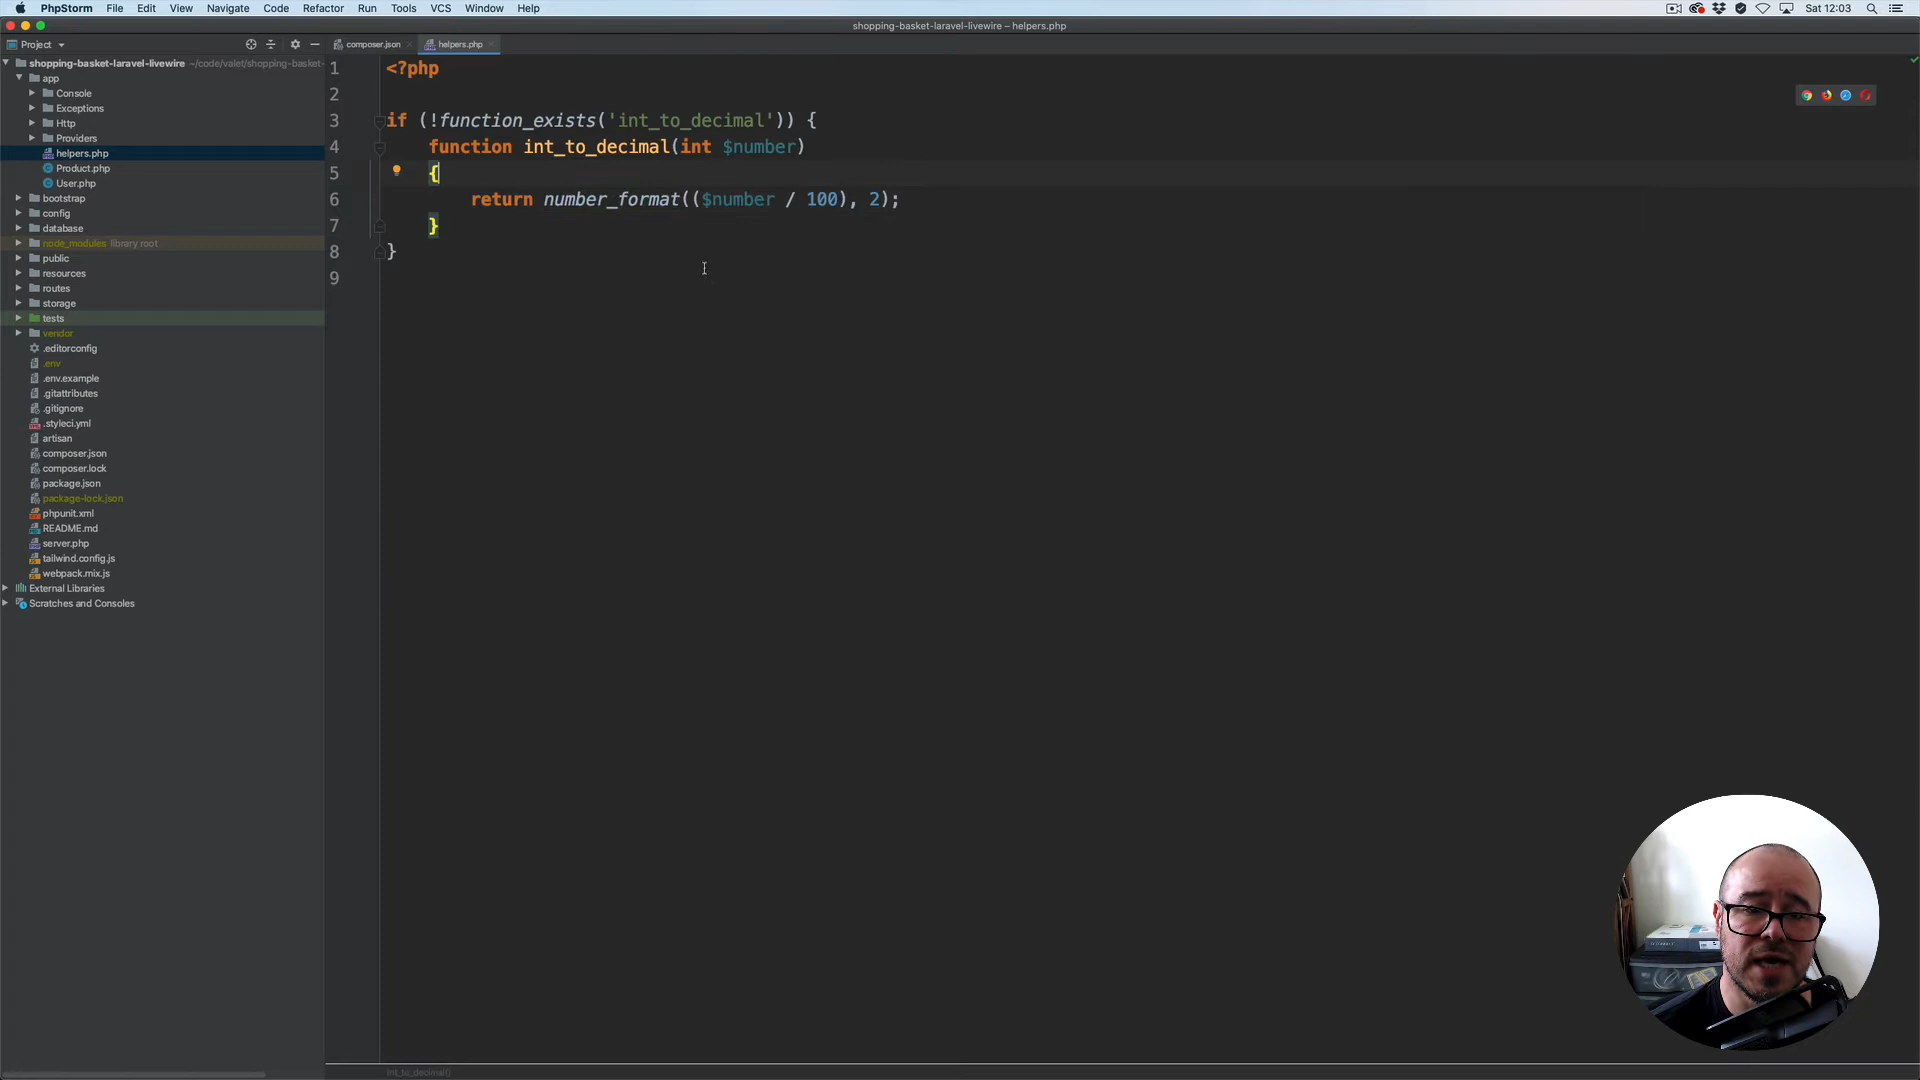 PhpStorm File Edit View Navigate Code Refactor Run Tools VCS Window Help
Sat 12:03
shopping-basket-laravel-livewire – helpers.php
Project
composer.json
helpers.php
shopping-basket-laravel-livewire ~/code/valet/shopping-basket-
app
Console
Exceptions
Http
Providers
helpers.php
Product.php
User.php
bootstrap
config
database
node_modules library root
public
resources
routes
storage
tests
vendor
.editorconfig
.env
.env.example
.gitattributes
.gitignore
.styleci.yml
artisan
composer.json
composer.lock
package.json
package-lock.json
phpunit.xml
README.md
server.php
tailwind.config.js
webpack.mix.js
External Libraries
Scratches and Consoles
1 <?php
2
3 if (!function_exists('int_to_decimal')) {
4 function int_to_decimal(int $number)
5 {
6 return number_format(($number / 100), 2);
7 }
8 }
9
int_to_decimal()